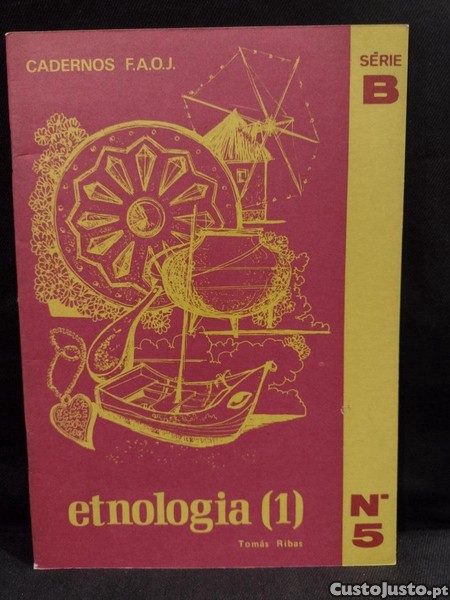 CADERNOS F.A.O.J.
SÉRIE
B
etnologia (1)
Tomás Ribas
Nº
5
CustoJusto.pt